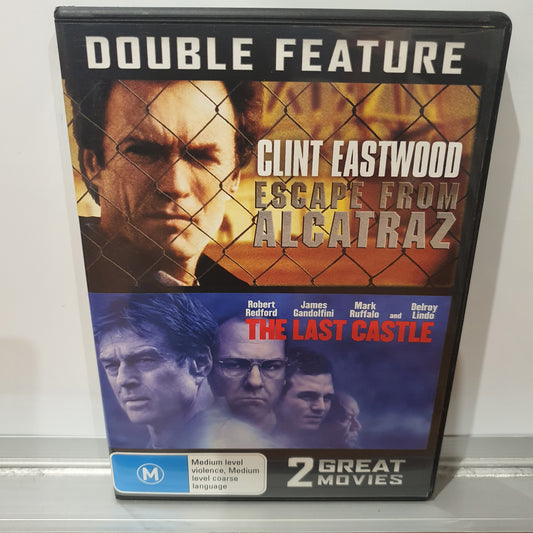 DOUBLE FEATURE
CLINT EASTWOOD
ESCAPE FROM
ALCATRAZ
Robert Redford
James Gandolfini
Mark Ruffalo
and
Delroy Lindo
THE LAST CASTLE
M
Medium level
violence, Medium
level coarse
language
2 GREAT
MOVIES